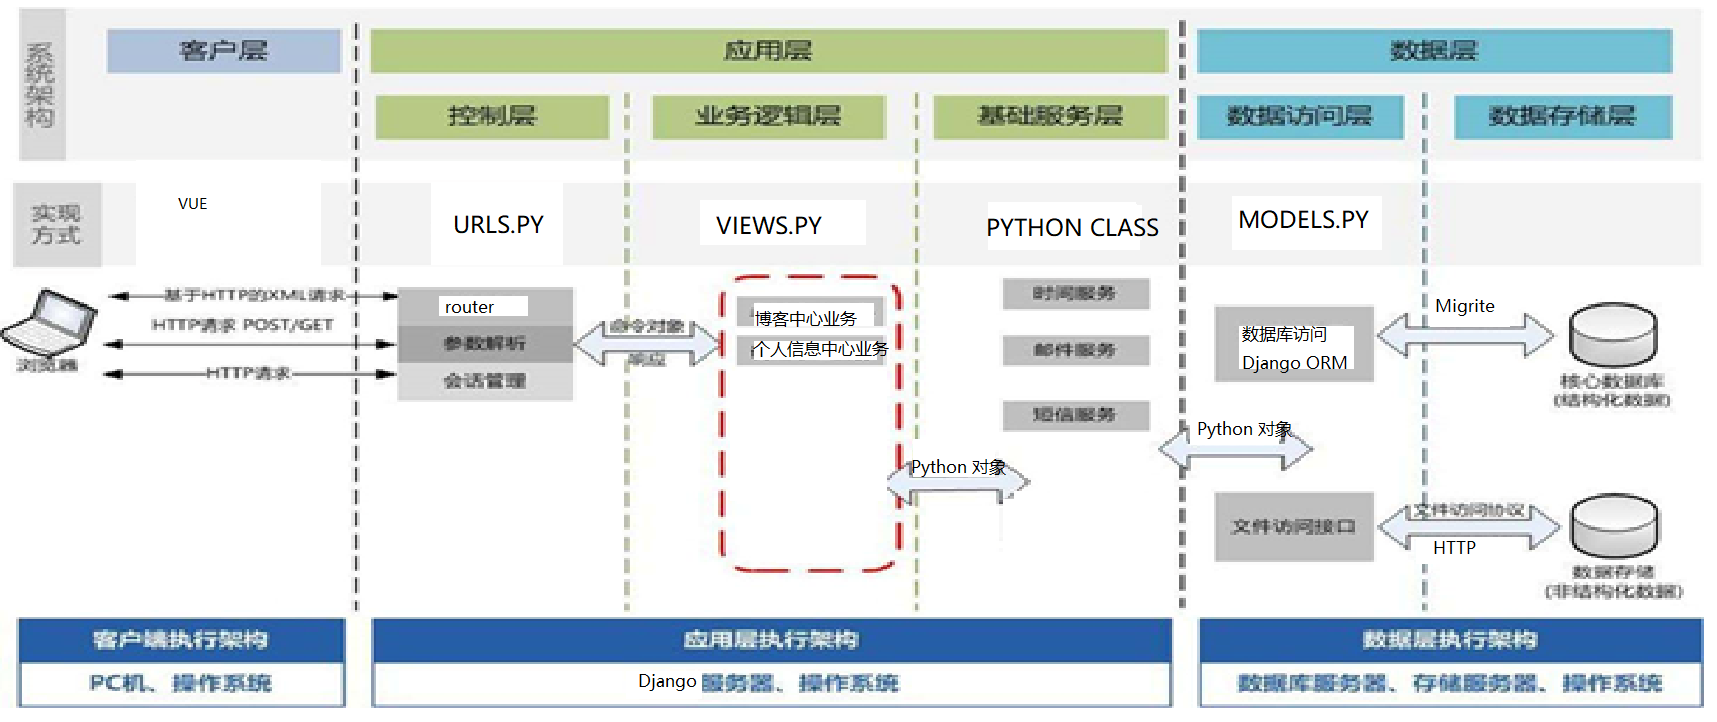 系统架构
客户层
应用层
数据层
控制层
业务逻辑层
基础服务层
数据访问层
数据存储层
实现
方式
VUE
URLS.PY
VIEWS.PY
PYTHON CLASS
MODELS.PY
浏览器
基于HTTP的XML请求
HTTP请求 POST/GET
HTTP请求
router
参数解析
会话管理
命令对象
响应
博客中心业务
个人信息中心业务
Python 对象
时间服务
邮件服务
短信服务
Python 对象
数据库访问
Django ORM
Migrite
核心数据库
(结构化数据)
文件访问接口
文件访问协议
HTTP
数据存储
(非结构化数据)
客户端执行架构
PC机、操作系统
应用层执行架构
Django 服务器、操作系统
数据层执行架构
数据库服务器、存储服务器、操作系统